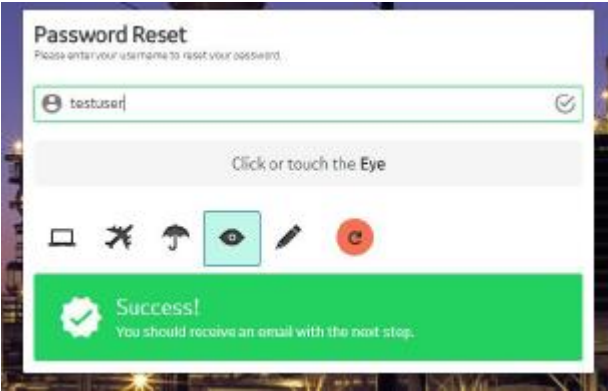 Password Reset
Please enter your username to reset your password.
testuser
Click or touch the Eye
Success!
You should receive an email with the next step.